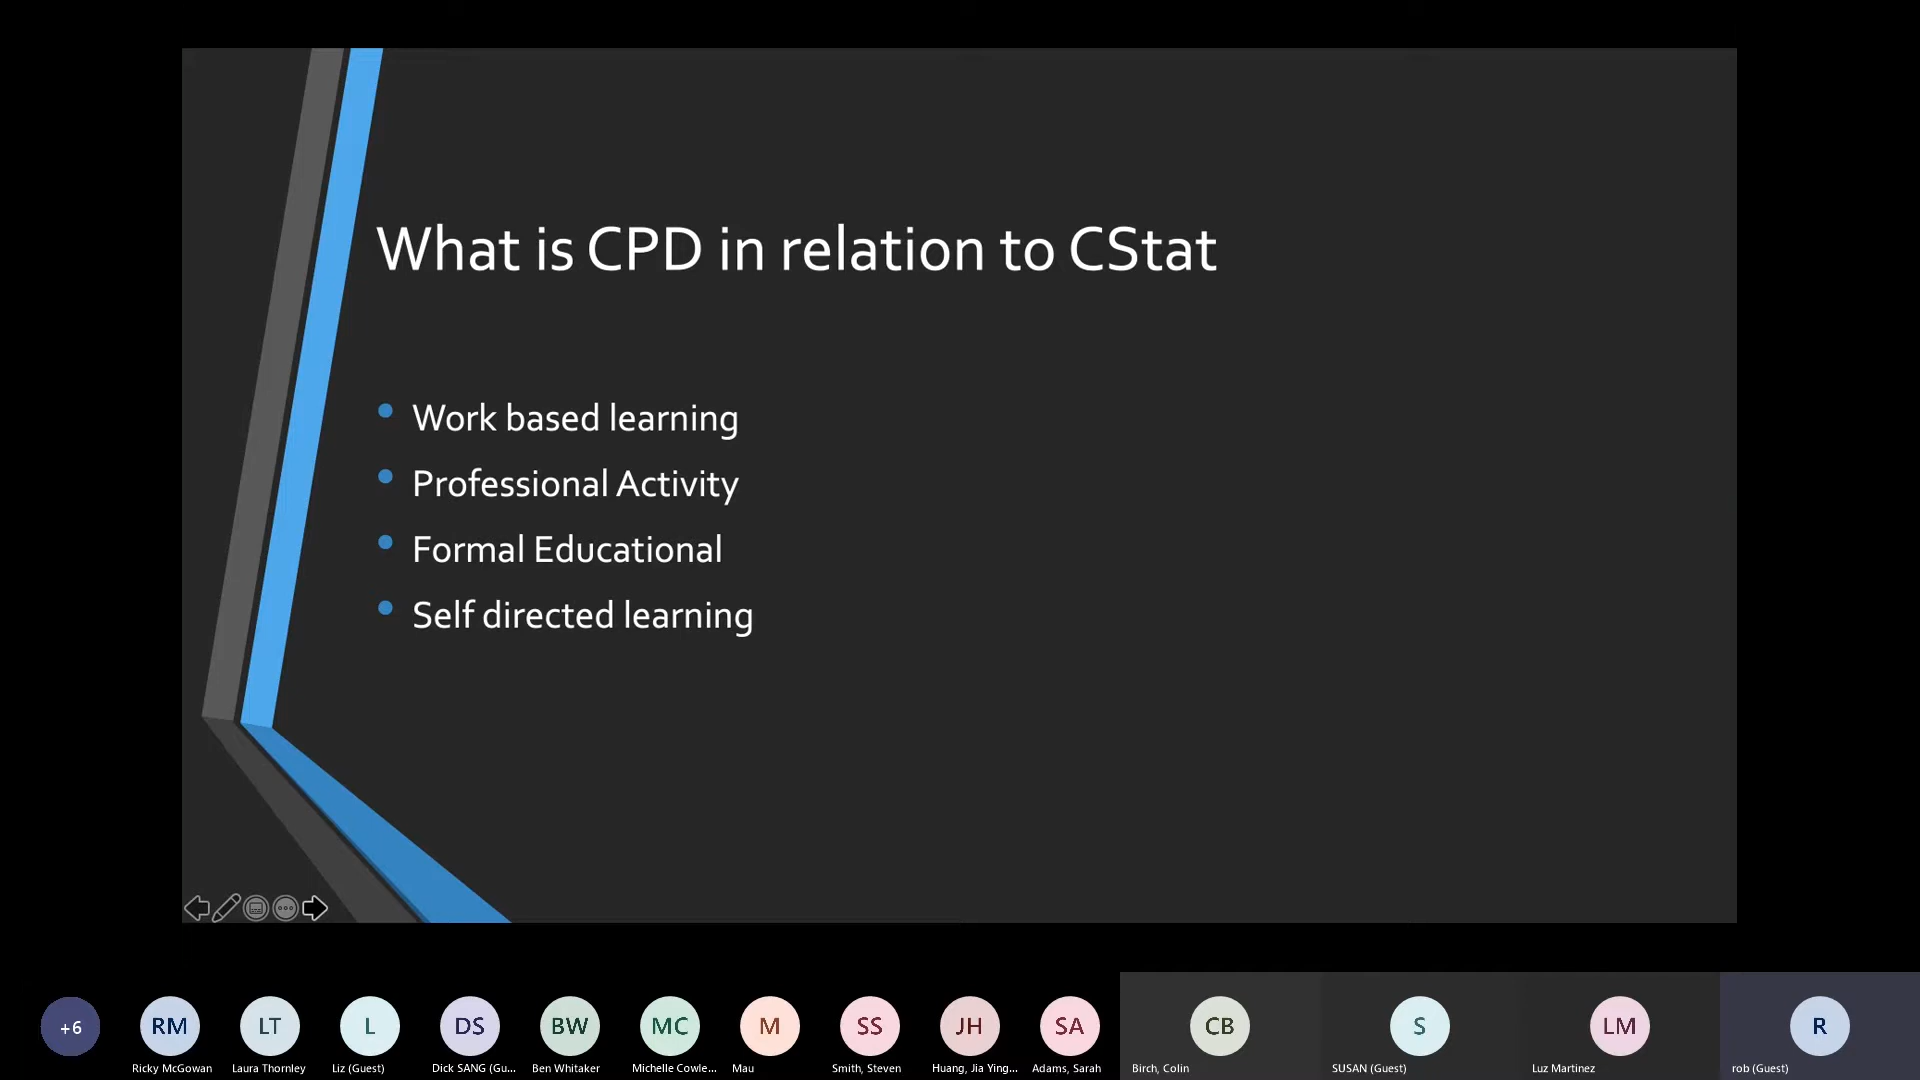 What is CPD in relation to CStat
Work based learning
Professional Activity
Formal Educational
Self directed learning
+6
RM
LT
L
DS
BW
MC
M
SS
JH
SA
CB
S
LM
R
Ricky McGowan
Laura Thornley
Liz (Guest)
Dick SANG (Gu...
Ben Whitaker
Michelle Cowle...
Mau
Smith, Steven
Huang, Jia Ying...
Adams, Sarah
Birch, Colin
SUSAN (Guest)
Luz Martinez
rob (Guest)